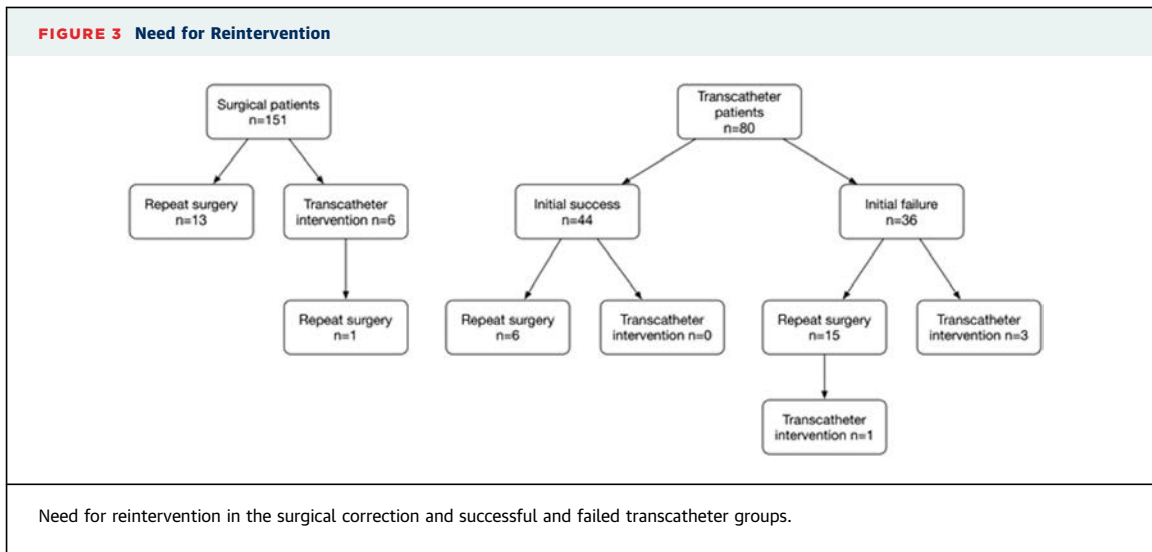 FIGURE 3 Need for Reintervention
Surgical patients
n=151
Transcatheter
patients
n=80
Repeat surgery
n=13
Transcatheter
intervention n=6
Initial success
n=44
Initial failure
n=36
Repeat surgery
n=1
Repeat surgery
n=6
Transcatheter
intervention n=0
Repeat surgery
n=15
Transcatheter
intervention n=3
Transcatheter
intervention n=1
Need for reintervention in the surgical correction and successful and failed transcatheter groups.